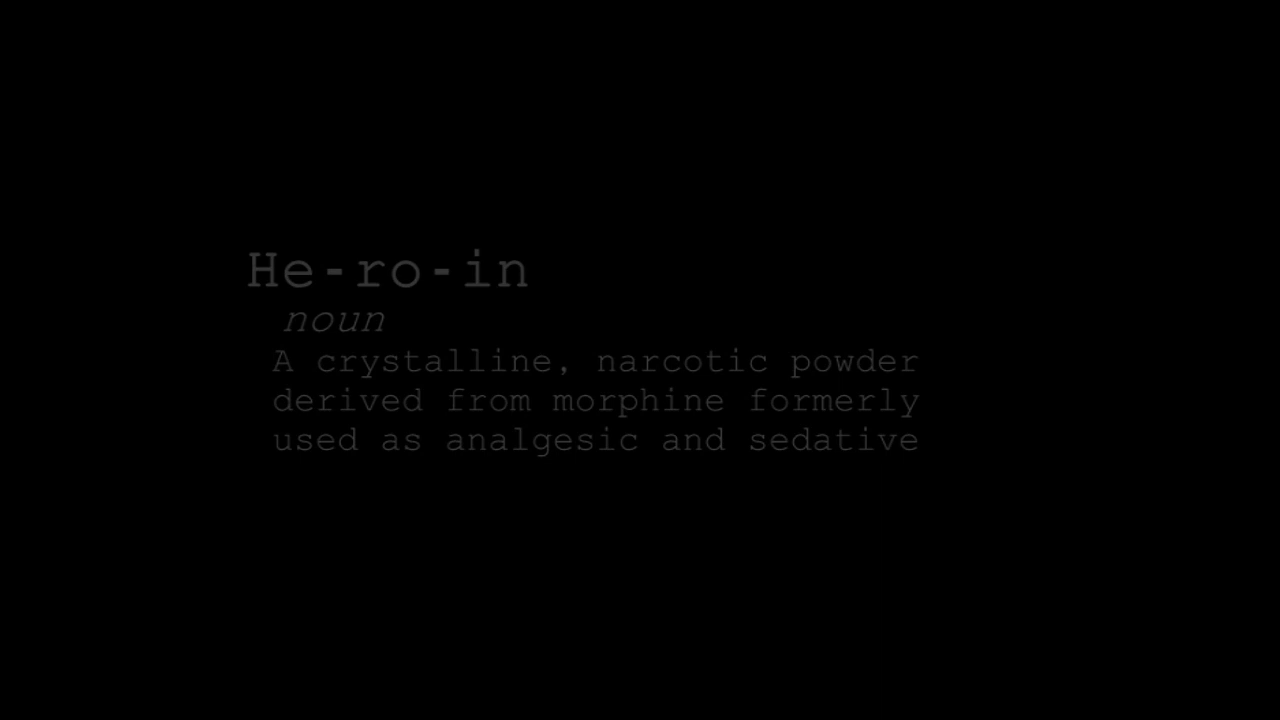 He-ro-in
noun
A crystalline, narcotic powder
derived from morphine formerly
used as analgesic and sedative